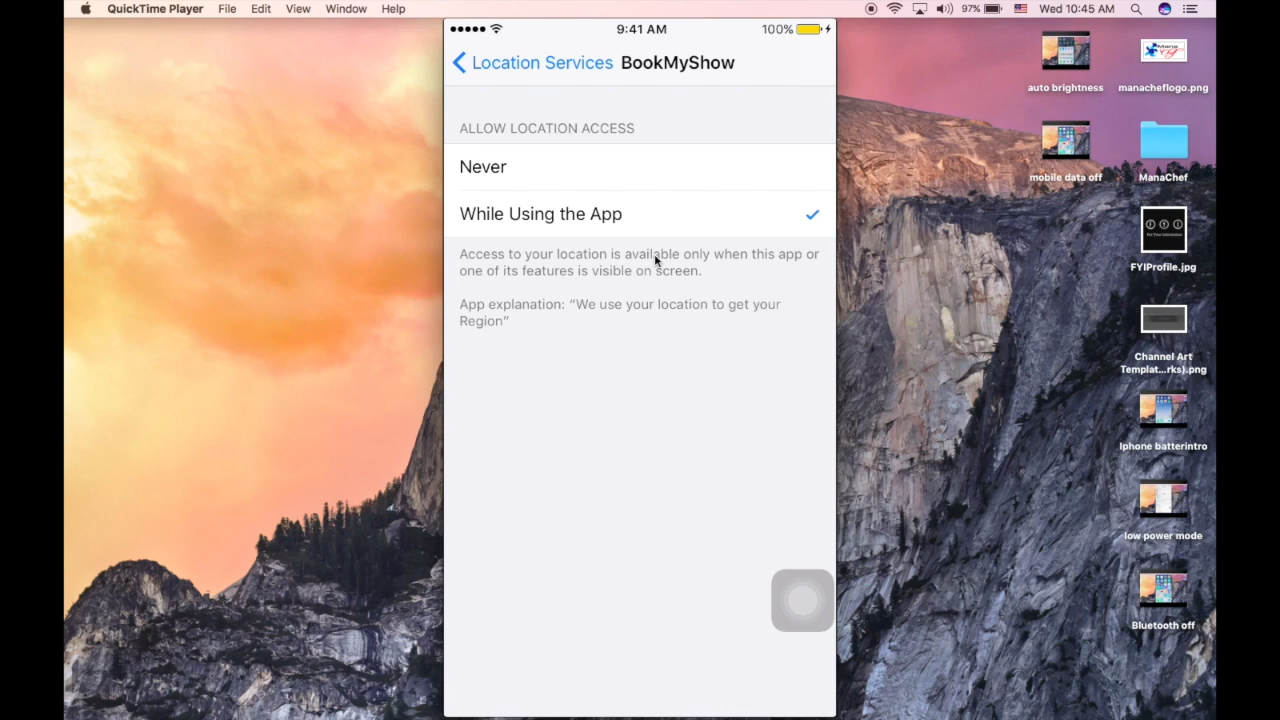 QuickTime Player File Edit View Window Help 97% Wed 10:45 AM
9:41 AM 100%
Location Services BookMyShow
ALLOW LOCATION ACCESS
Never
While Using the App
Access to your location is available only when this app or
one of its features is visible on screen.
App explanation: “We use your location to get your
Region”
auto brightness
manacheflogo.png
mobile data off
ManaChef
FYIProfile.jpg
Channel Art
Templat...rks).png
Iphone batterintro
low power mode
Bluetooth off